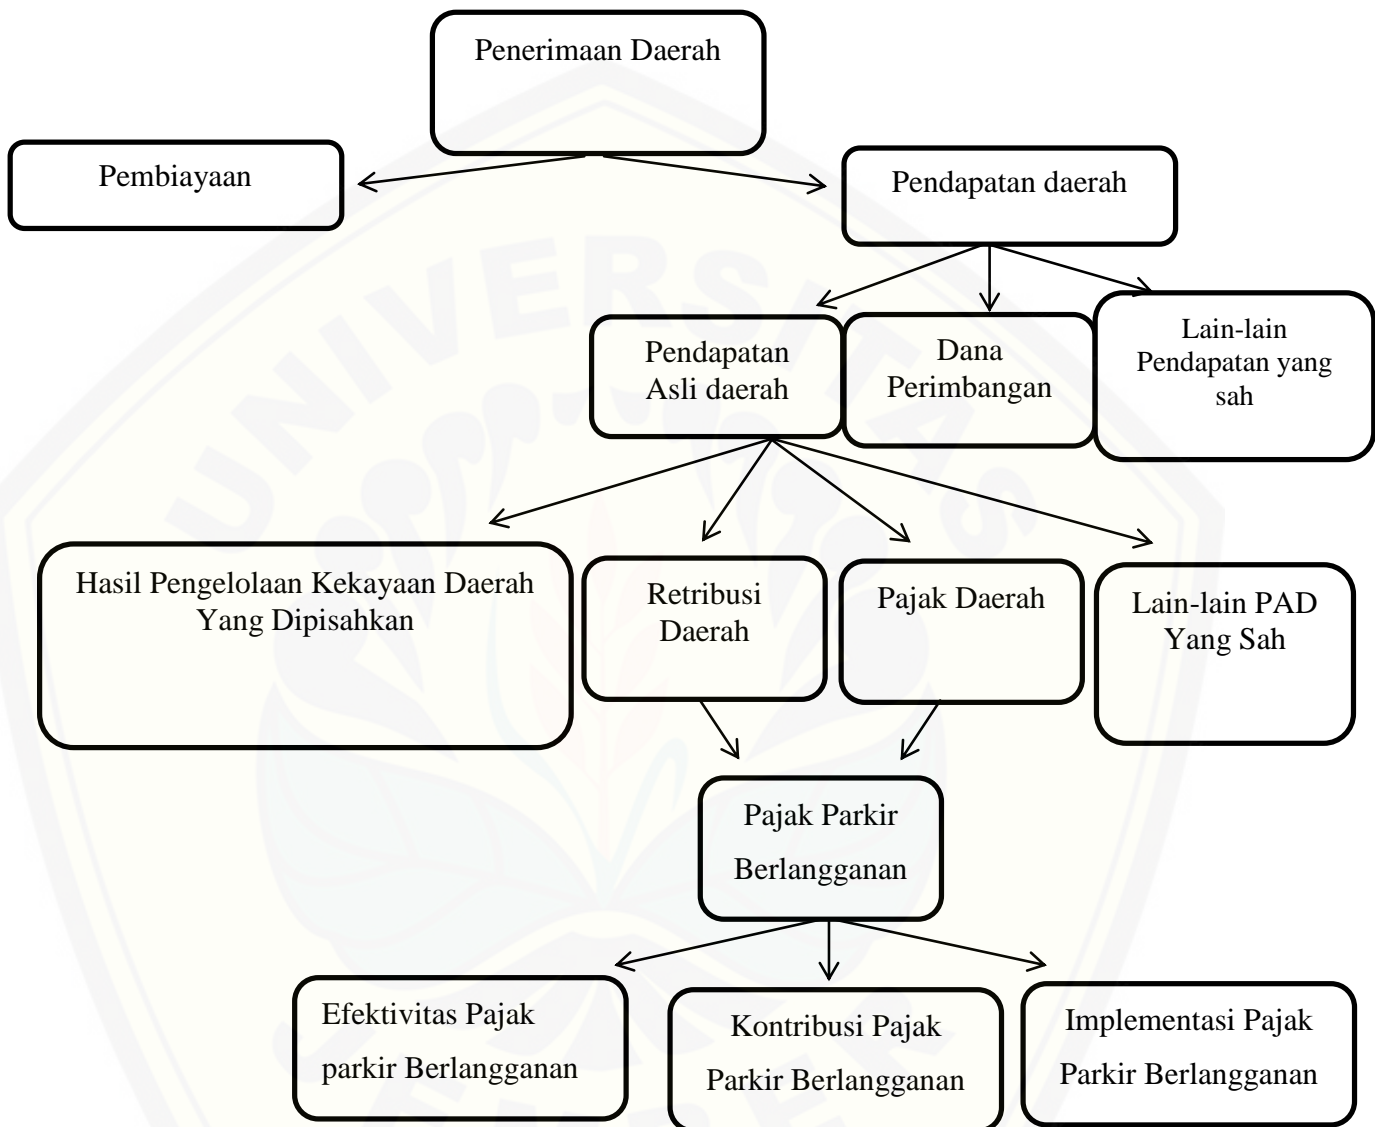 Penerimaan Daerah
Pembiayaan
Pendapatan daerah
Pendapatan
Asli daerah
Dana
Perimbangan
Lain-lain
Pendapatan yang
sah
Hasil Pengelolaan Kekayaan Daerah
Yang Dipisahkan
Retribusi
Daerah
Pajak Daerah
Lain-lain PAD
Yang Sah
Pajak Parkir
Berlangganan
Efektivitas Pajak
parkir Berlangganan
Kontribusi Pajak
Parkir Berlangganan
Implementasi Pajak
Parkir Berlangganan
UNIVERSITAS
JEMBER